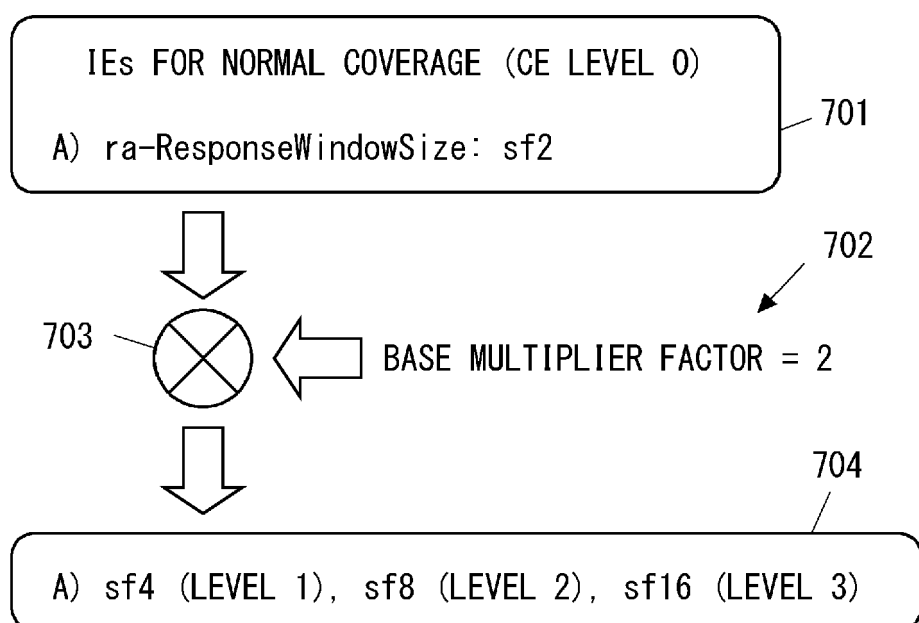 IEs FOR NORMAL COVERAGE (CE LEVEL 0)
A) ra-ResponseWindowSize: sf2
701
702
703
BASE MULTIPLIER FACTOR = 2
704
A) sf4 (LEVEL 1), sf8 (LEVEL 2), sf16 (LEVEL 3)